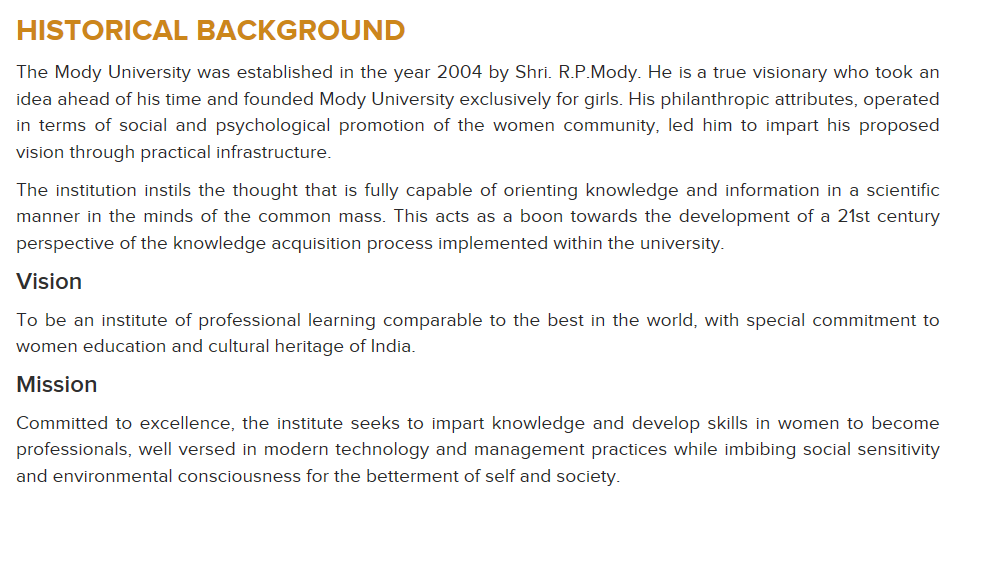 HISTORICAL BACKGROUND
The Mody University was established in the year 2004 by Shri. R.P.Mody. He is a true visionary who took an
idea ahead of his time and founded Mody University exclusively for girls. His philanthropic attributes, operated
in terms of social and psychological promotion of the women community, led him to impart his proposed
vision through practical infrastructure.
The institution instils the thought that is fully capable of orienting knowledge and information in a scientific
manner in the minds of the common mass. This acts as a boon towards the development of a 21st century
perspective of the knowledge acquisition process implemented within the university.
Vision
To be an institute of professional learning comparable to the best in the world, with special commitment to
women education and cultural heritage of India.
Mission
Committed to excellence, the institute seeks to impart knowledge and develop skills in women to become
professionals, well versed in modern technology and management practices while imbibing social sensitivity
and environmental consciousness for the betterment of self and society.